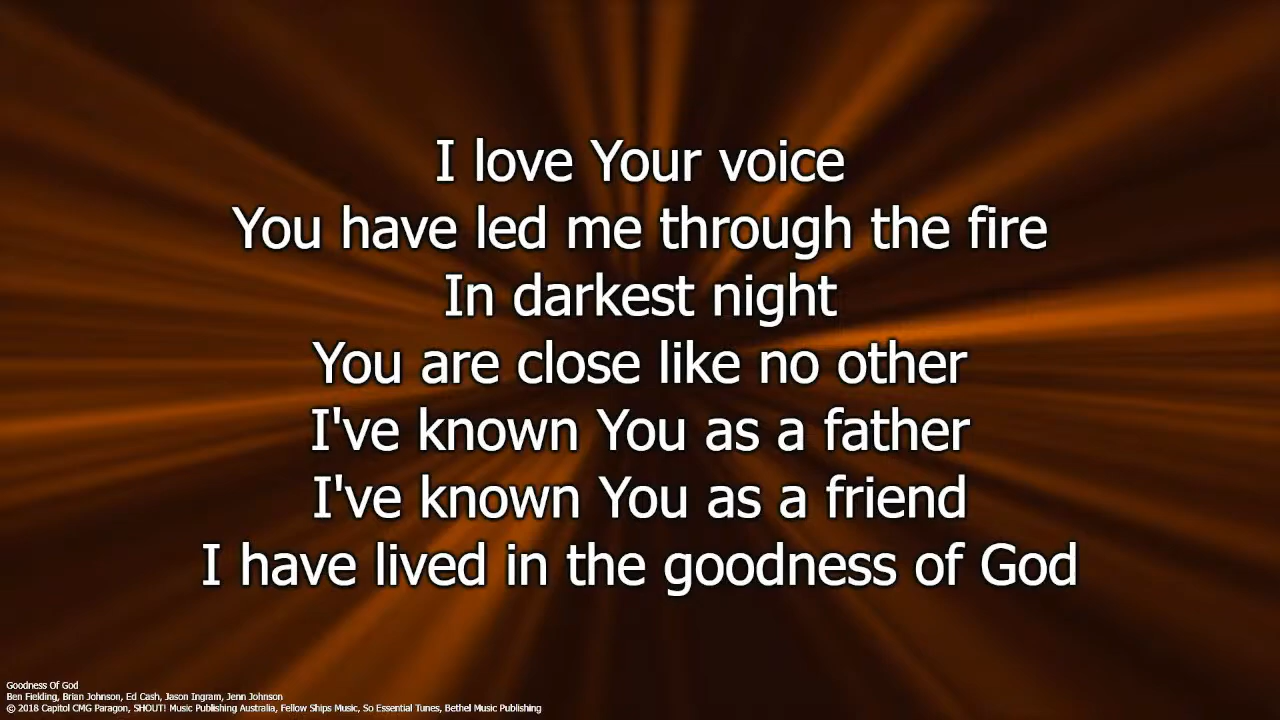 I love Your voice
You have led me through the fire
In darkest night
You are close like no other
I've known You as a father
I've known You as a friend
I have lived in the goodness of God
Goodness Of God
Ben Fielding, Brian Johnson, Ed Cash, Jason Ingram, Jenn Johnson
© 2018 Capitol CMG Paragon, SHOUT! Music Publishing Australia, Fellow Ships Music, So Essential Tunes, Bethel Music Publishing